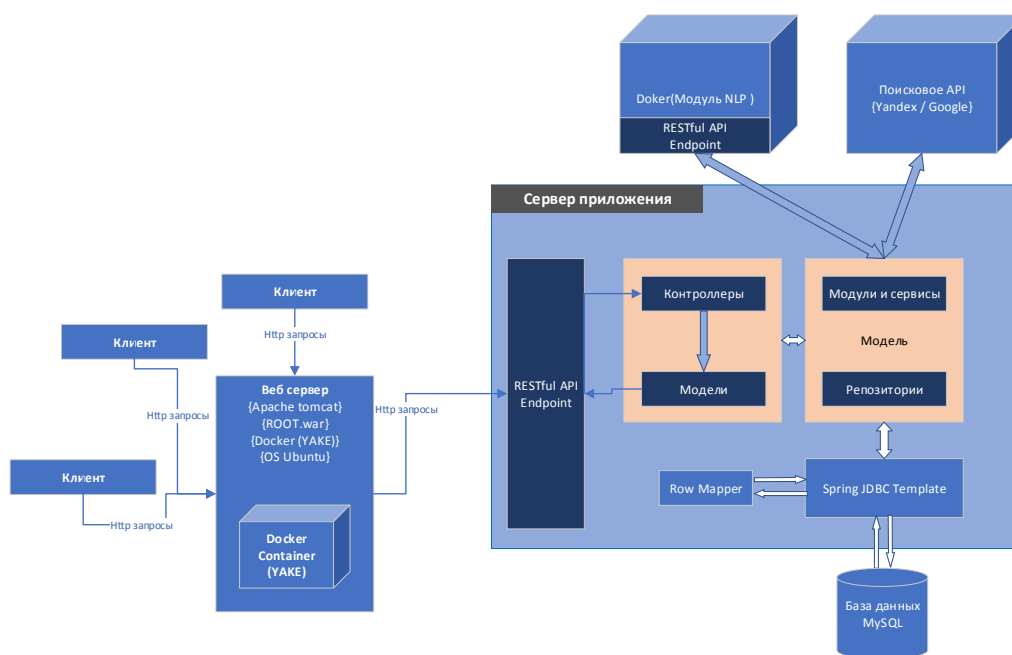 Doker(Модуль NLP )
RESTful API
Endpoint
Поисковое API
{Yandex / Google}
Сервер приложения
Клиент
Http запросы
Клиент
Http запросы
Клиент
Http запросы
Веб сервер
{Apache tomcat}
{ROOT.war}
{Docker (YAKE)}
{OS Ubuntu}
Docker
Container
(YAKE)
Http запросы
RESTful API
Endpoint
Контроллеры
Модели
Модули и сервисы
Модель
Репозитории
Row Mapper
Spring JDBC Template
База данных
MySQL